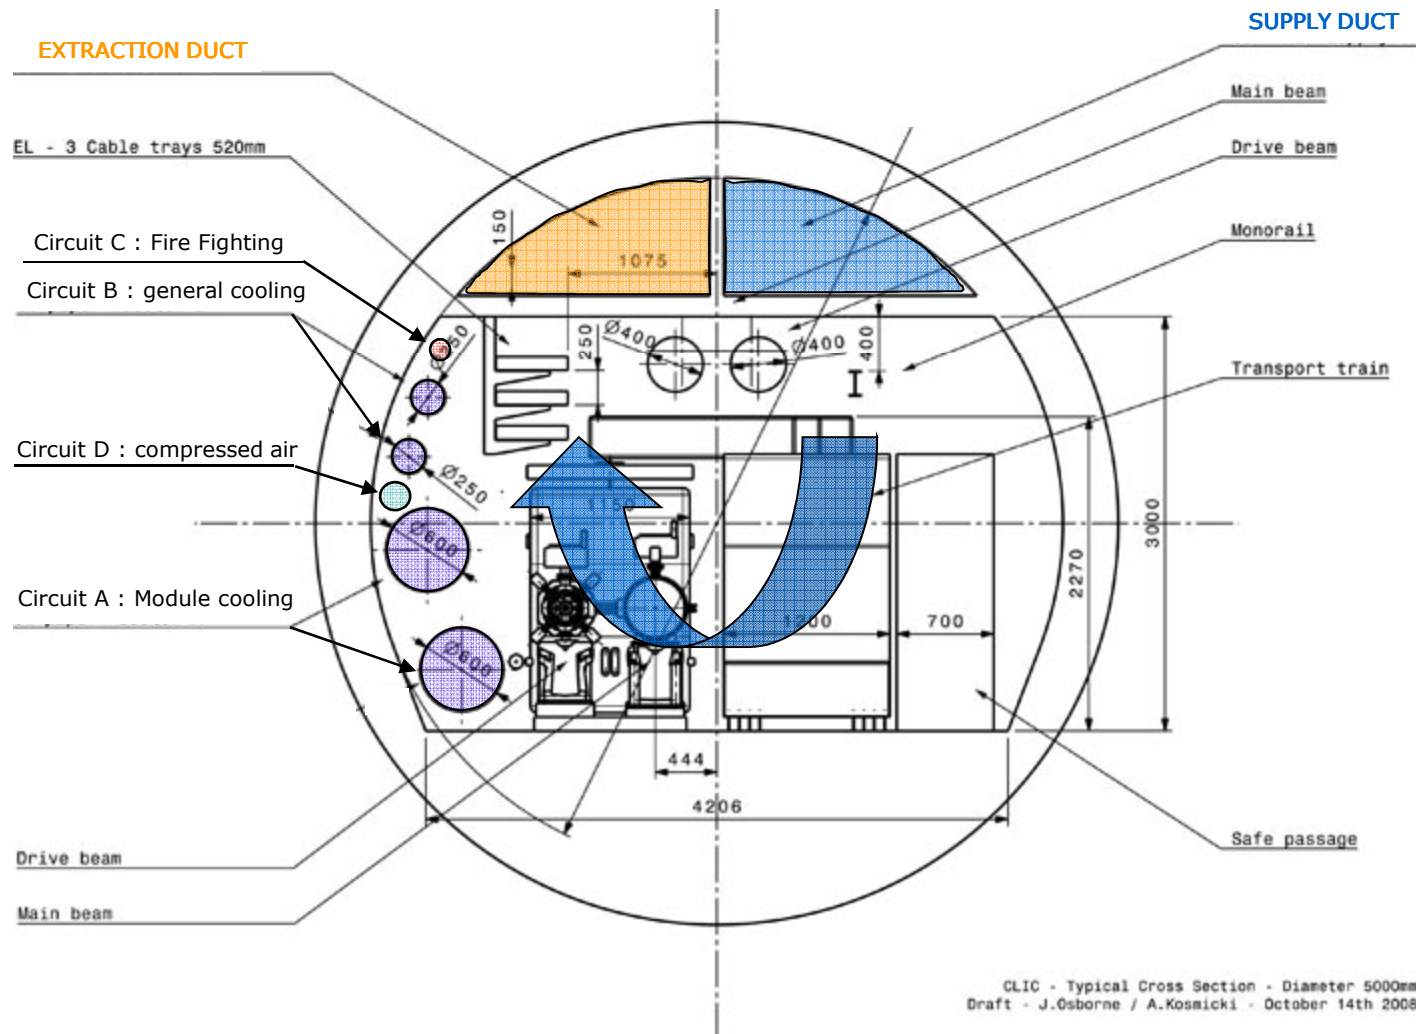 SUPPLY DUCT
EXTRACTION DUCT
Main beam
EL - 3 Cable trays 520mm
Drive beam
150
Monorail
Circuit C : Fire Fighting
1075
Circuit B : general cooling
Ø400
Ø400
250
400
Transport train
Circuit D : compressed air
Ø250
1150
Ø600
3000
2270
Circuit A : Module cooling
700
Ø600
444
4206
Safe passage
Drive beam
Main beam
CLIC - Typical Cross Section - Diameter 5000mm
Draft - J.Osborne / A.Kosmicki - October 14th 2008